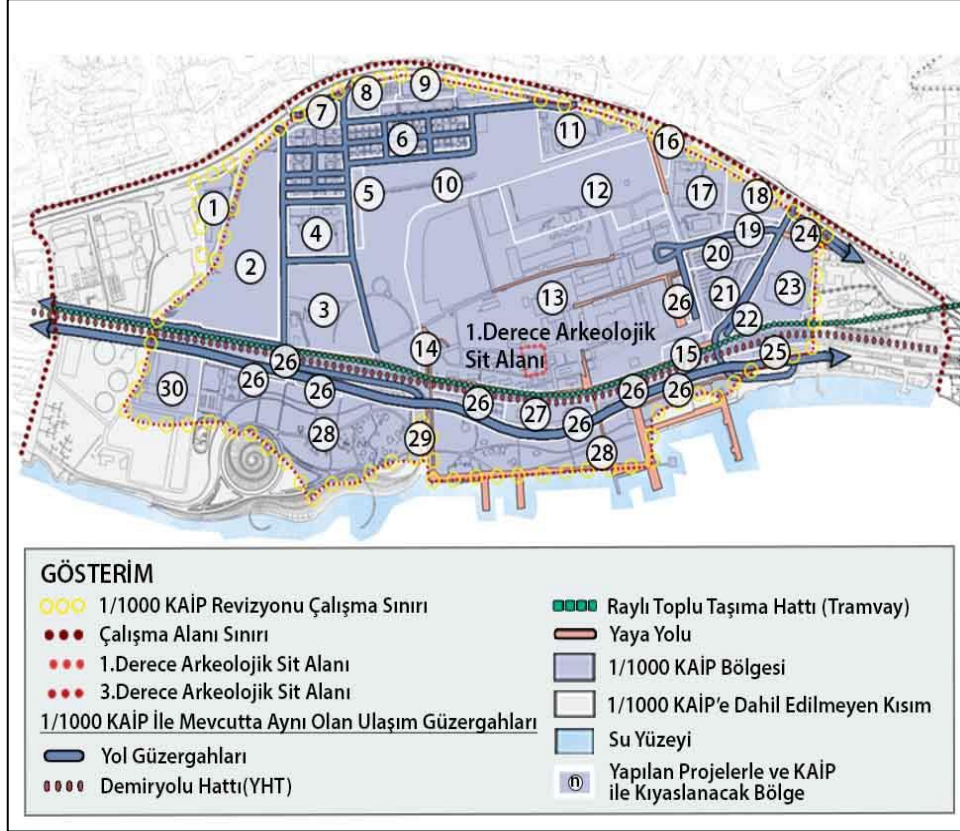 9
8
7
6
11
16
5
10
17
12
1
18
4
19
24
2
20
13
23
3
26
21
1.Derece Arkeolojik
Sit Alanı
22
14
15
25
26
30
26
26
26
27
26
26
26
28
29
28
GÖSTERİM
1/1000 KAİP Revizyonu Çalışma Sınırı
Çalışma Alanı Sınırı
1.Derece Arkeolojik Sit Alanı
3.Derece Arkeolojik Sit Alanı
1/1000 KAİP İle Mevcutta Aynı Olan Ulaşım Güzergahları
Yol Güzergahları
Demiryolu Hattı(YHT)
Raylı Toplu Taşıma Hattı (Tramvay)
Yaya Yolu
1/1000 KAİP Bölgesi
1/1000 KAİP'e Dahil Edilmeyen Kısım
Su Yüzeyi
n
Yapılan Projelerle ve KAİP
ile Kıyaslanacak Bölge